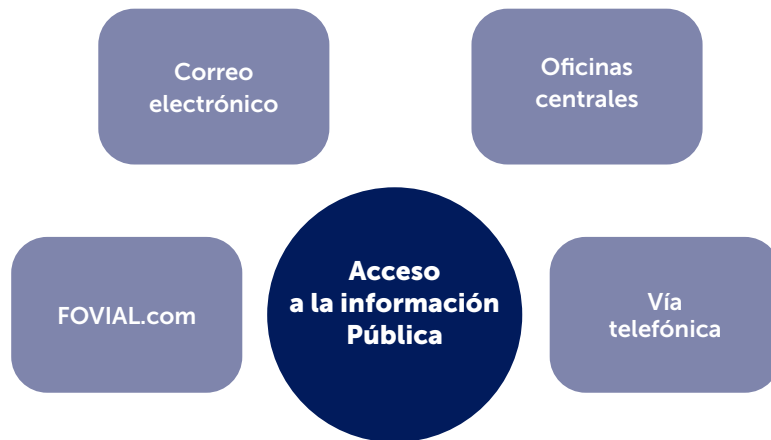 Correo
electrónico
Oficinas
centrales
FOVIAL.com
Acceso
a la información
Pública
Vía
telefónica